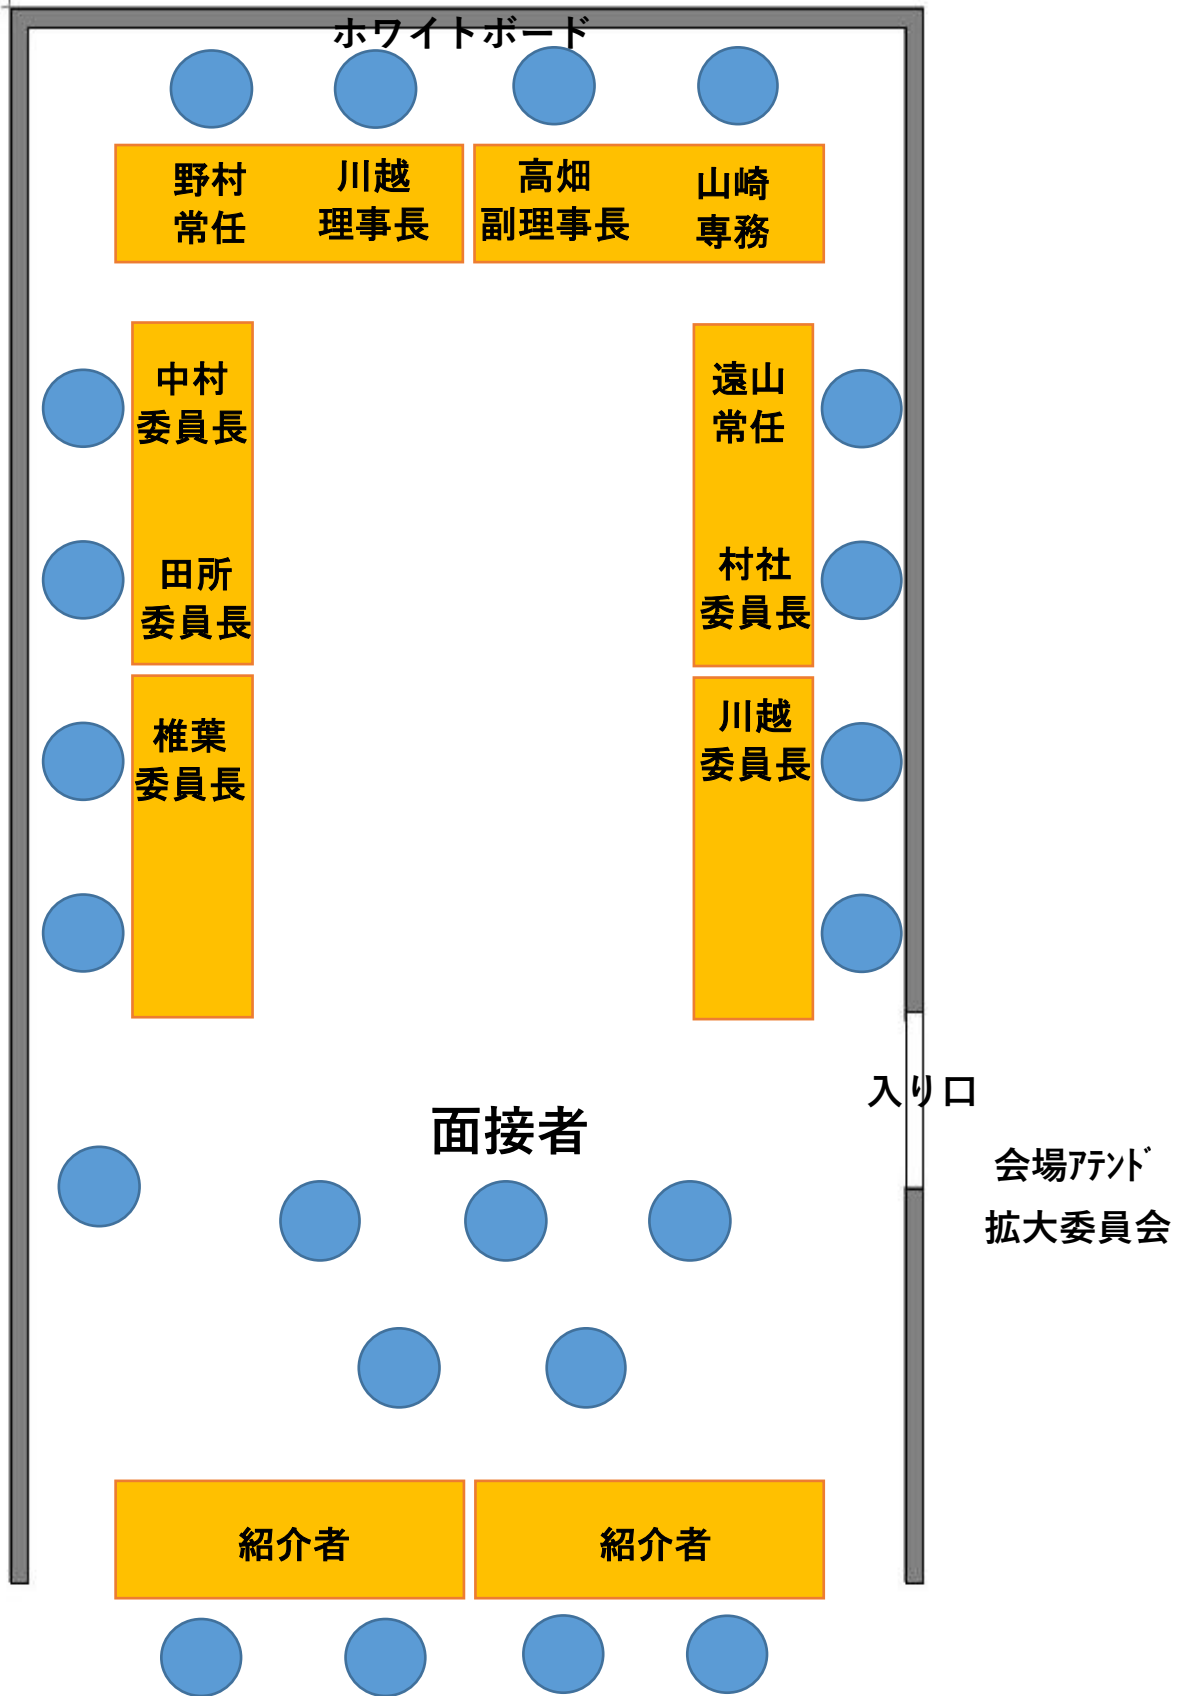 ホワイトボード
野村
常任
川越
理事長
高畑
副理事長
山崎
専務
中村
委員長
遠山
常任
田所
委員長
村社
委員長
椎葉
委員長
川越
委員長
入り口
面接者
会場ｱﾃﾝﾄﾞ
拡大委員会
紹介者
紹介者